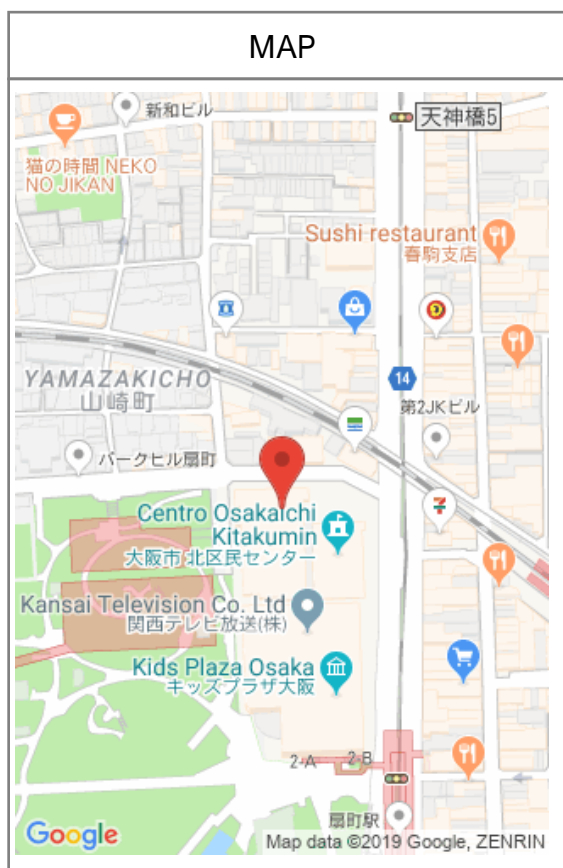 MAP
新和ビル
天神橋5
猫の時間 NEKO
NO JIKAN
Sushi restaurant
春駒支店
YAMAZAKICHO
山崎町
14
第2JKビル
パークヒル扇町
7
Centro OsakaIchi
Kitakumin
大阪市 北区民センター
Kansai Television Co. Ltd
関西テレビ放送(株)
Kids Plaza Osaka
キッズプラザ大阪
2-A
2-B
扇町駅
Google
Map data ©2019 Google, ZENRIN